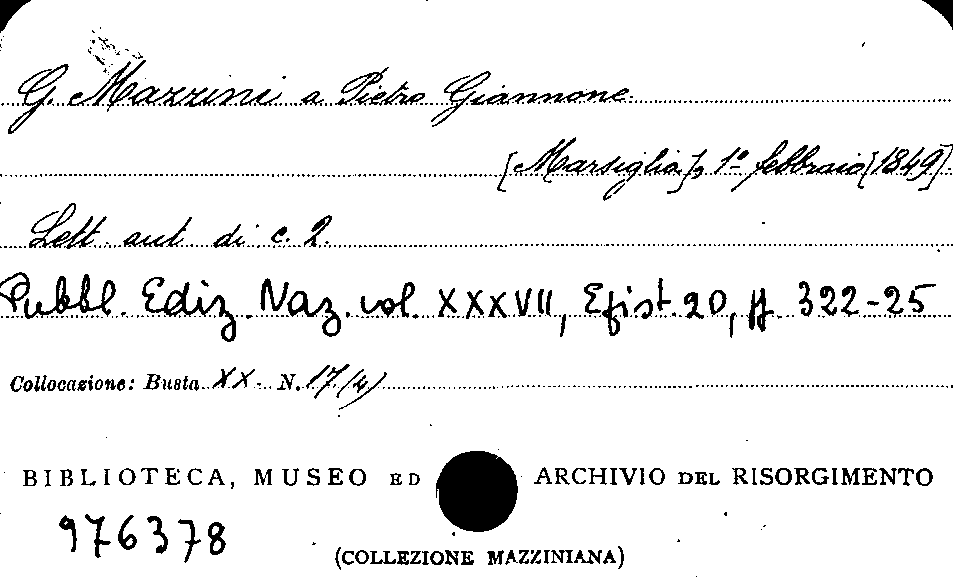 G. Mazzini a Pietro Giannone.
[Marsiglia], 1º febbraio [1849].
Lett. aut. di c. 2.
Pubbl. Ediz. Naz. vol. XXXVII, Epist. 20, pp. 322-25
Collocazione: Busta XX - N. 17/(4)
BIBLIOTECA, MUSEO ED ARCHIVIO DEL RISORGIMENTO
976378
(COLLEZIONE MAZZINIANA)